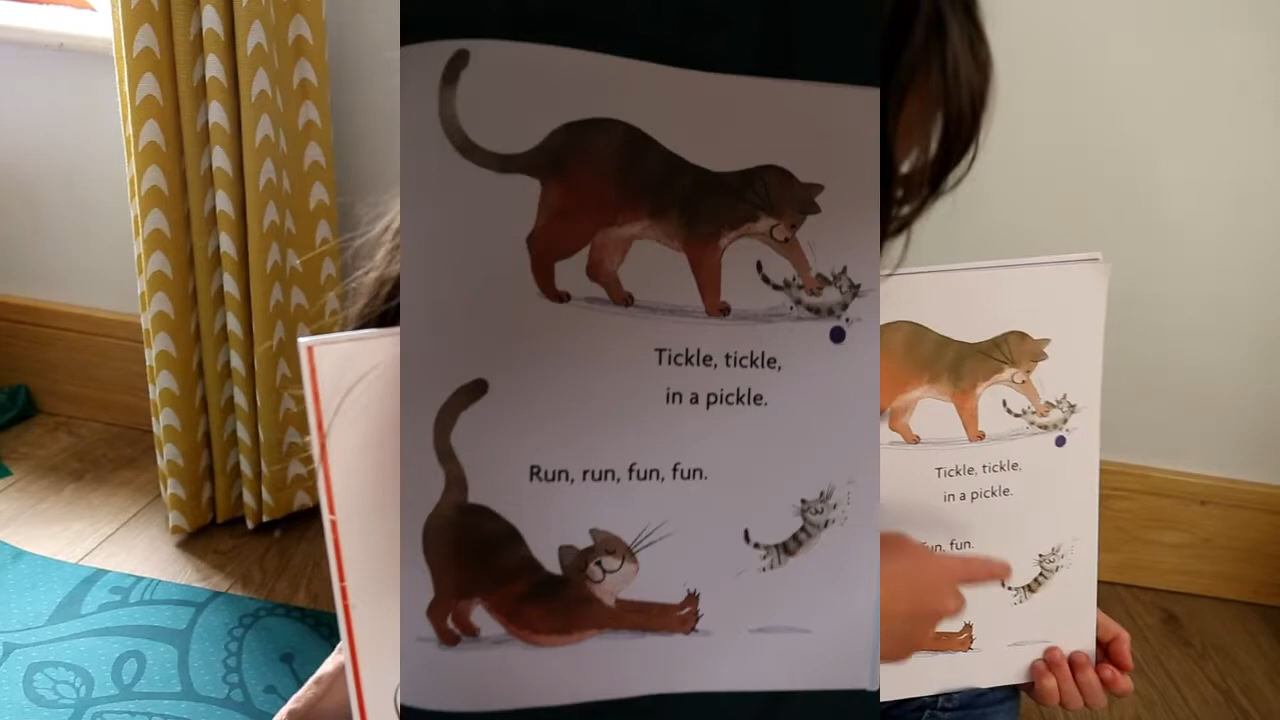 Tickle, tickle,
in a pickle.
Run, run, fun, fun.
Tickle, tickle,
in a pickle.
fun, fun.